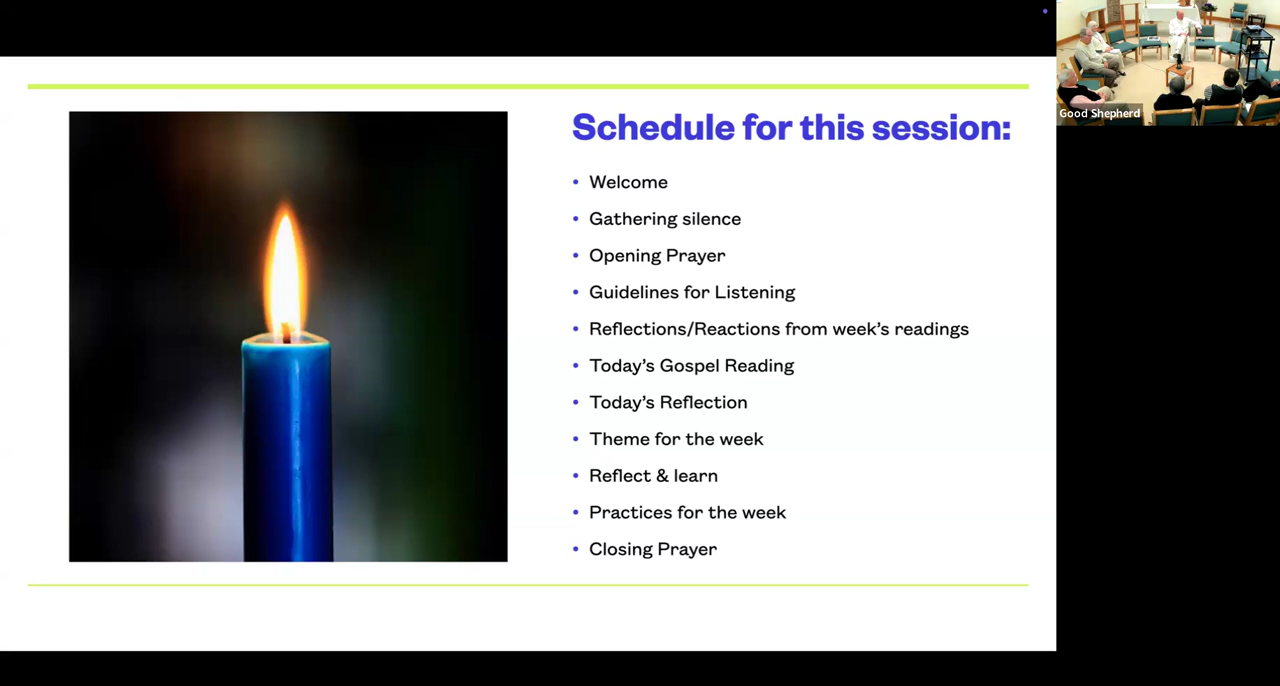 Schedule for this session:
• Welcome
• Gathering silence
• Opening Prayer
• Guidelines for Listening
• Reflections/Reactions from week’s readings
• Today’s Gospel Reading
• Today’s Reflection
• Theme for the week
• Reflect & learn
• Practices for the week
• Closing Prayer
Good Shepherd